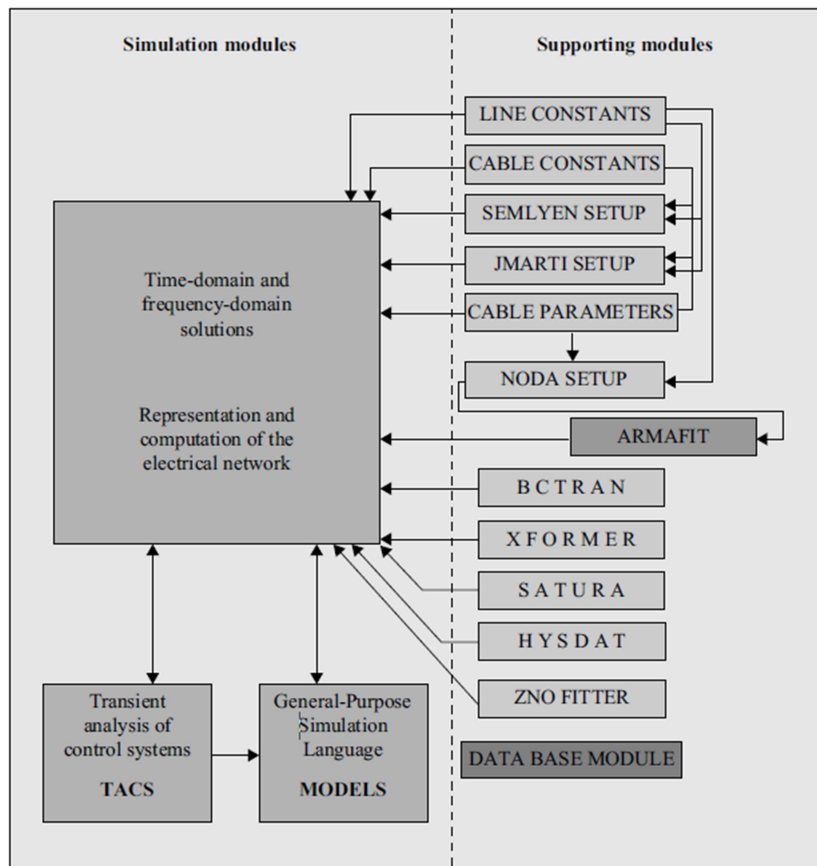 Simulation modules
Supporting modules
LINE CONSTANTS
CABLE CONSTANTS
SEMLYEN SETUP
JMARTI SETUP
CABLE PARAMETERS
NODA SETUP
ARMAFIT
B C T R A N
X F O R M E R
S A T U R A
H Y S D A T
ZNO FITTER
DATA BASE MODULE
Time-domain and
frequency-domain
solutions
Representation and
computation of the
electrical network
Transient
analysis of
control systems
TACS
General-Purpose
Simulation
Language
MODELS